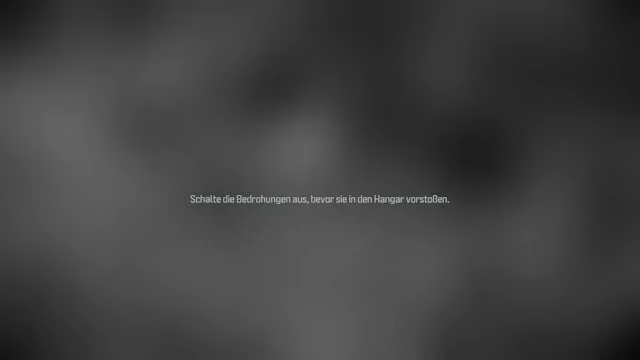 Schalte die Bedrohungen aus, bevor sie in den Hangar vorstoßen.